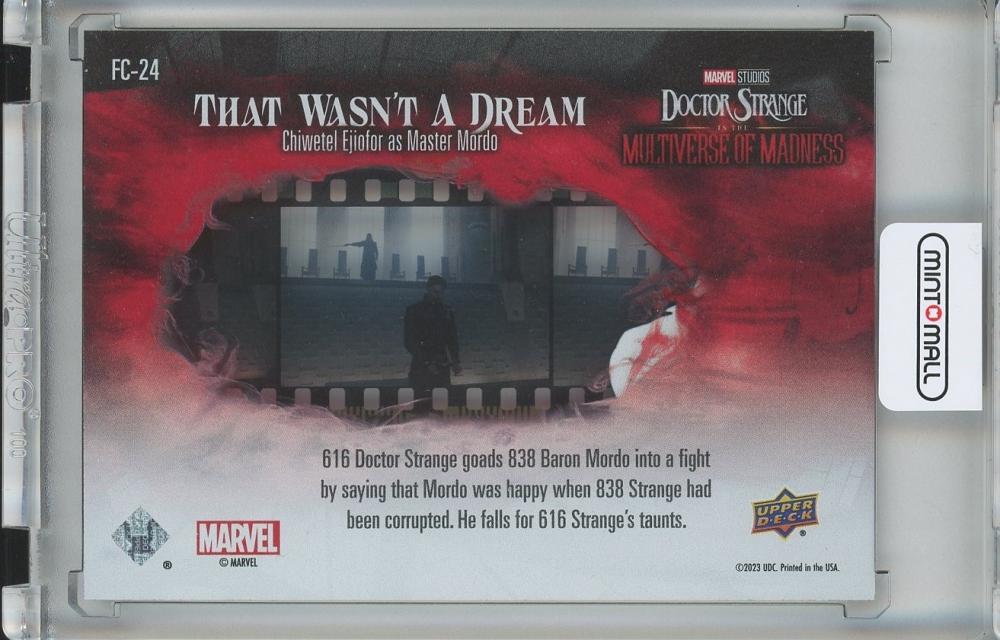 FC-24
THAT WASN'T A DREAM
Chiwetel Ejiofor as Master Mordo
MARVEL STUDIOS
DOCTOR STRANGE
IN THE
MULTIVERSE OF MADNESS
616 Doctor Strange goads 838 Baron Mordo into a fight
by saying that Mordo was happy when 838 Strange had
been corrupted. He falls for 616 Strange's taunts.
®
MARVEL
© MARVEL
UPPER
D•E•C•K
®
©2023 UDC. Printed in the USA.
MINT MALL
Ultra PRO®
100